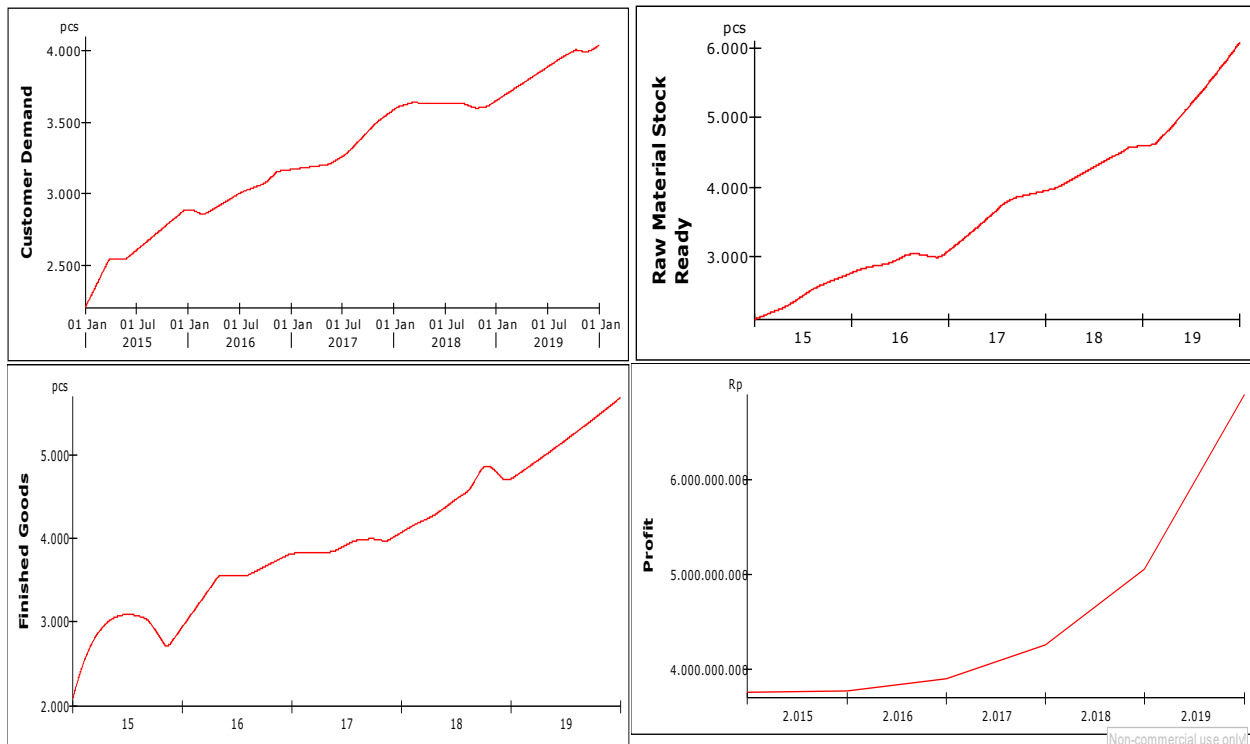 pcs
4.000
3.500
3.000
2.500
Customer Demand
01 Jan 01 Jul 01 Jan 01 Jul 01 Jan 01 Jul 01 Jan 01 Jul 01 Jan 01 Jul 01 Jan
2015 2016 2017 2018 2019
pcs
6.000
5.000
4.000
3.000
Raw Material Stock
Ready
15 16 17 18 19
pcs
5.000
4.000
3.000
2.000
Finished Goods
15 16 17 18 19
Rp
6.000.000.000
5.000.000.000
4.000.000.000
Profit
2.015 2.016 2.017 2.018 2.019
Non-commercial use only!